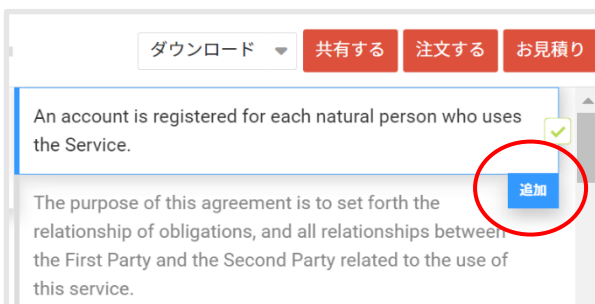 ダウンロード 共有する 注文する お見積り
An account is registered for each natural person who uses
the Service.
追加
The purpose of this agreement is to set forth the
relationship of obligations, and all relationships between
the First Party and the Second Party related to the use of
this service.